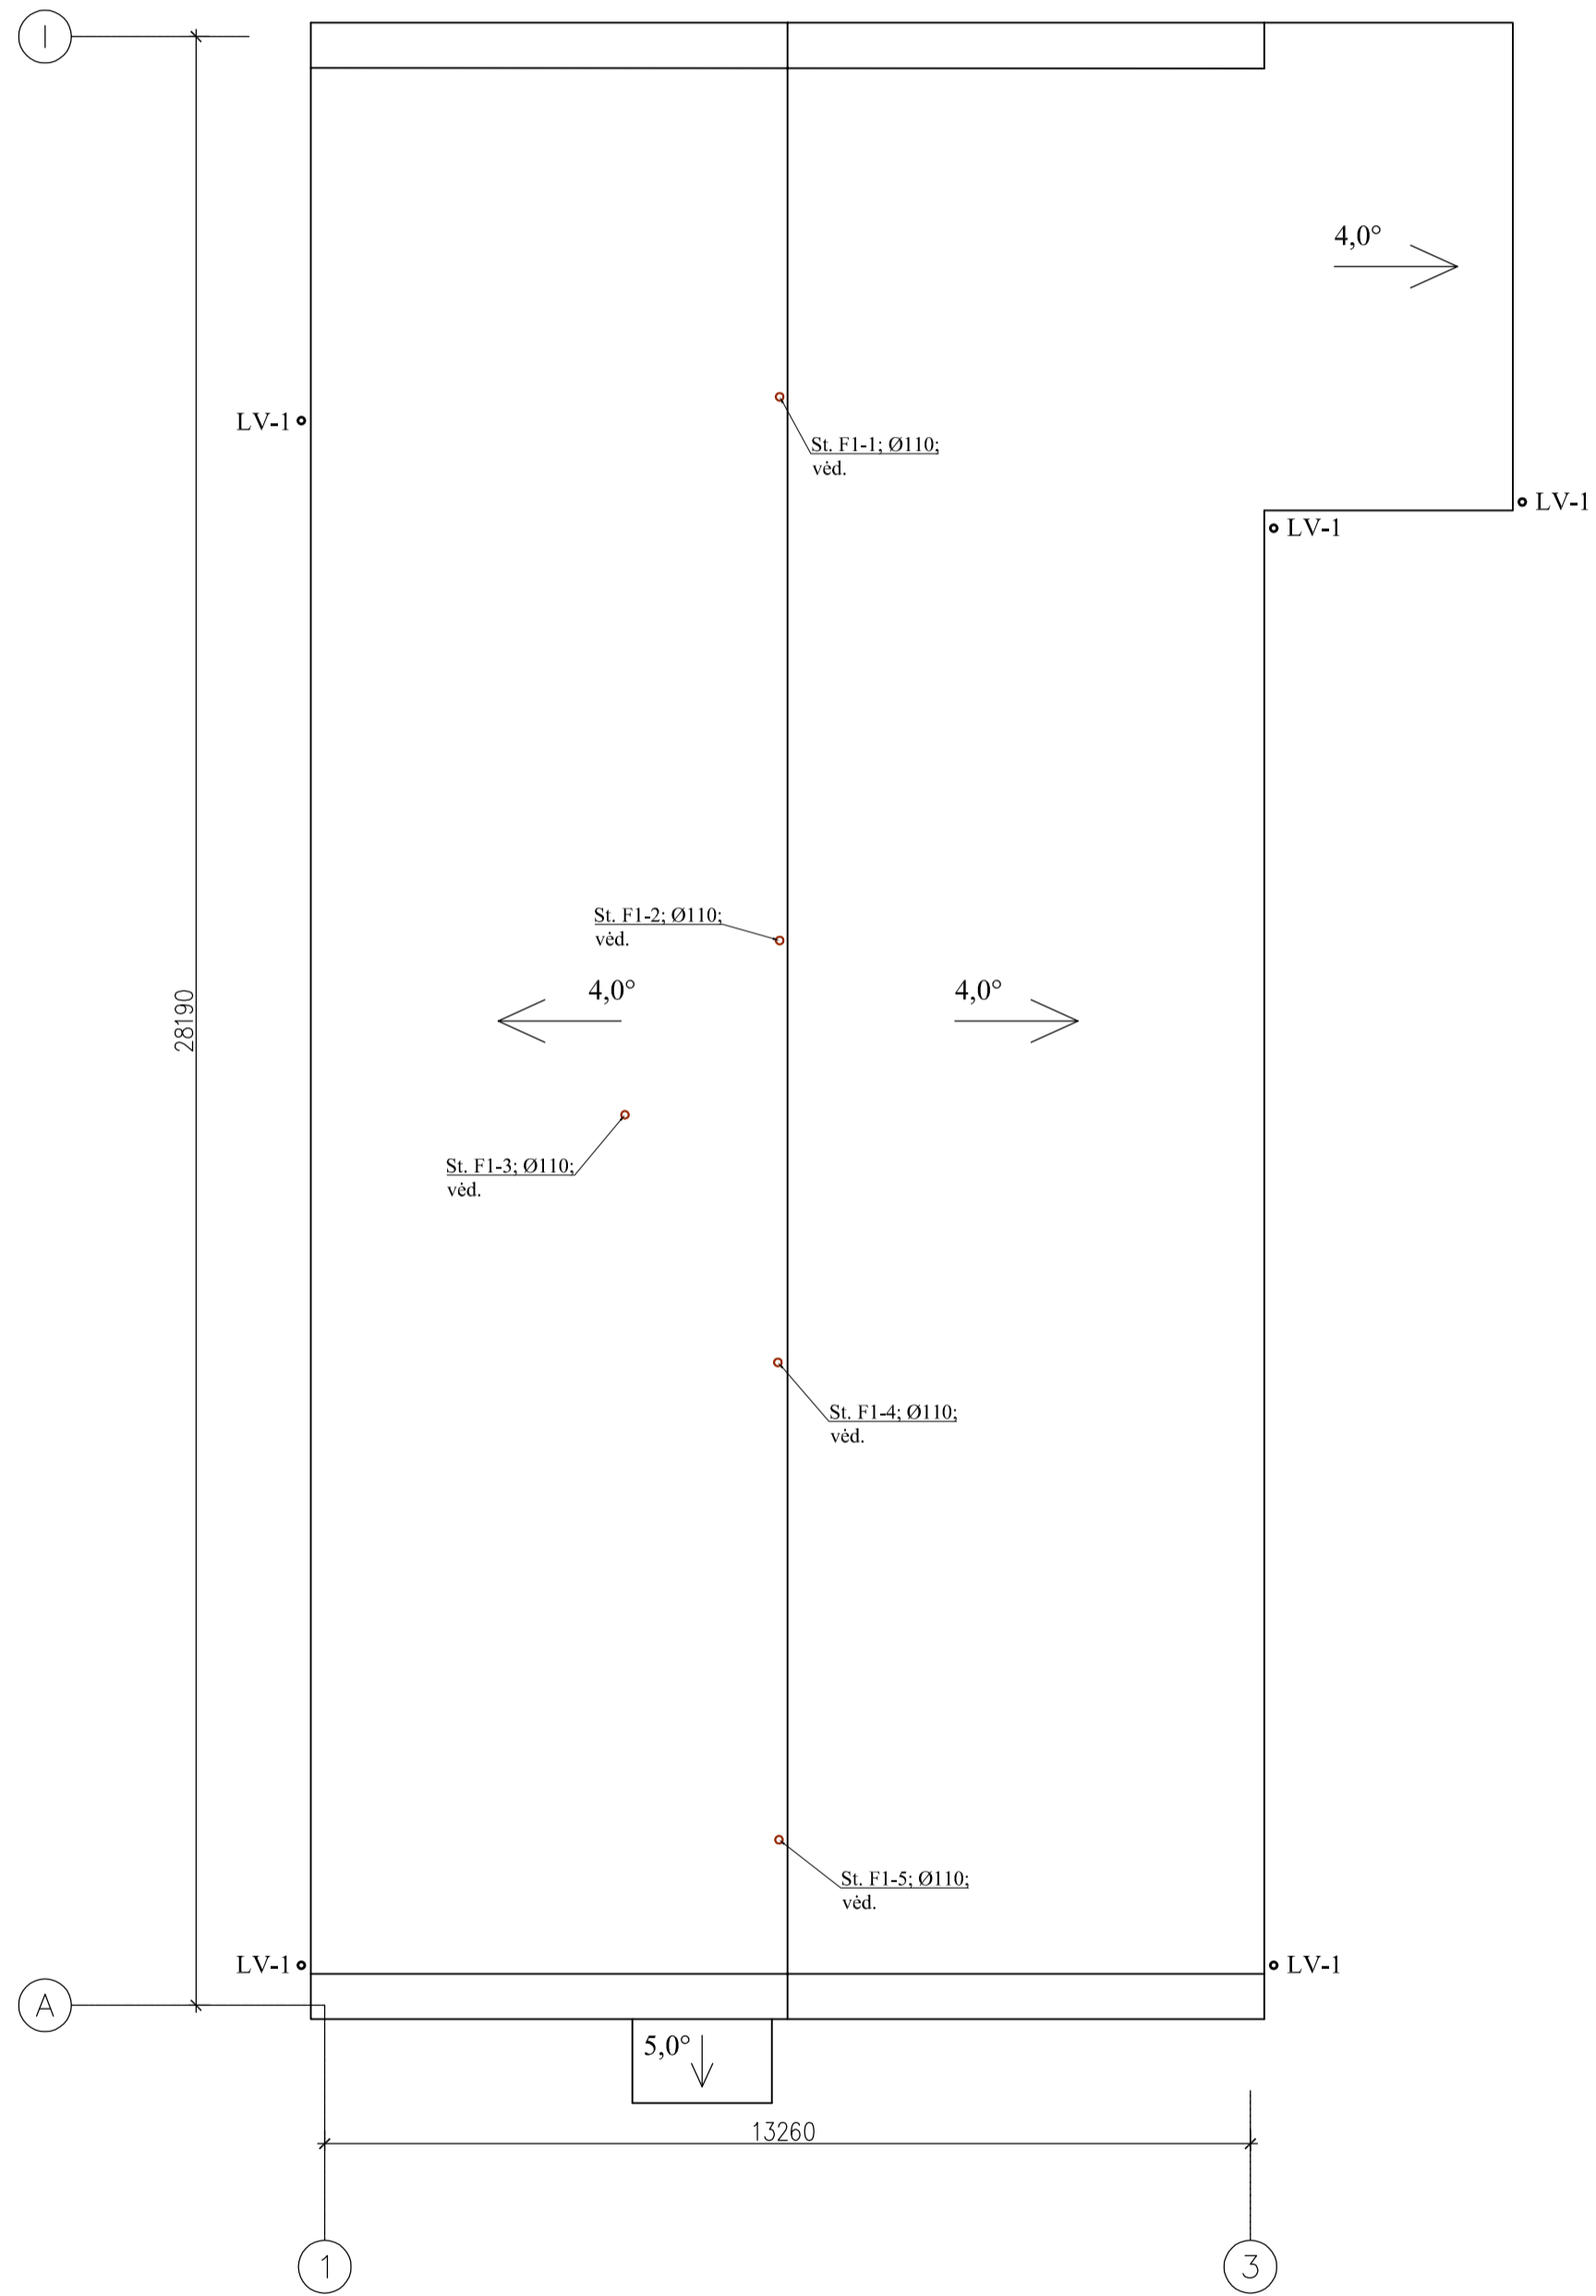 I
4,0°
LV-1
St. F1-1; Ø110;
vėd.
LV-1
LV-1
St. F1-2; Ø110;
vėd.
4,0°
4,0°
28190
St. F1-3; Ø110;
vėd.
St. F1-4; Ø110;
vėd.
St. F1-5; Ø110;
vėd.
LV-1
LV-1
A
5,0°
13260
1
3